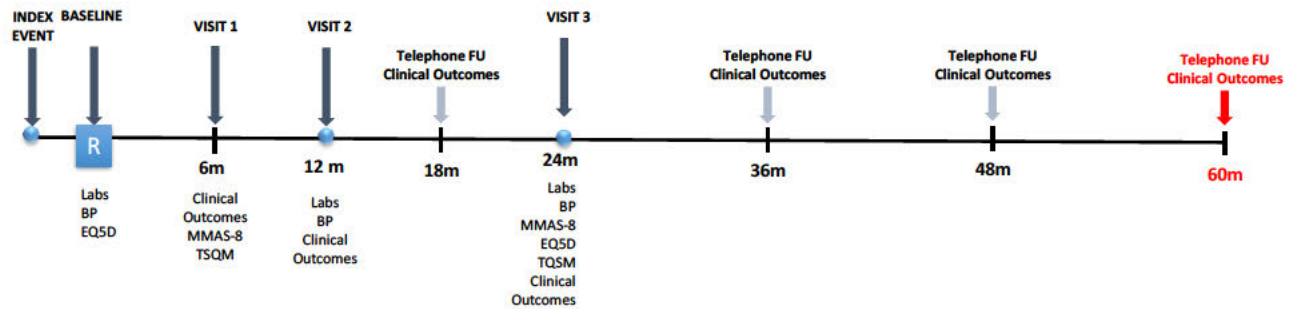 INDEX
EVENT
BASELINE
VISIT 1
VISIT 2
Telephone FU
Clinical Outcomes
VISIT 3
Telephone FU
Clinical Outcomes
Telephone FU
Clinical Outcomes
Telephone FU
Clinical Outcomes
R
6m
12 m
18m
24m
36m
48m
60m
Labs
BP
EQ5D
Clinical
Outcomes
MMAS-8
TSQM
Labs
BP
Clinical
Outcomes
Labs
BP
MMAS-8
EQ5D
TQSM
Clinical
Outcomes